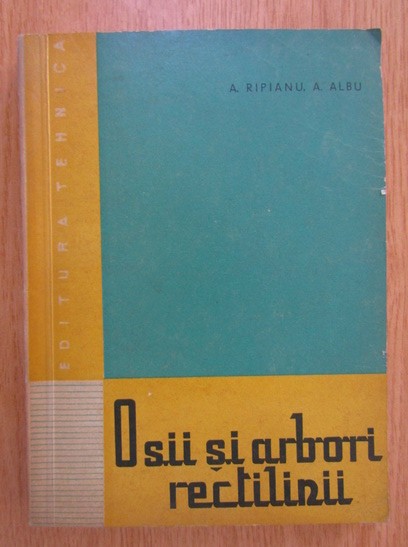 A. RIPIANU, A. ALBU
EDITURA TEHNICA
Osii și arbori
rectilinii